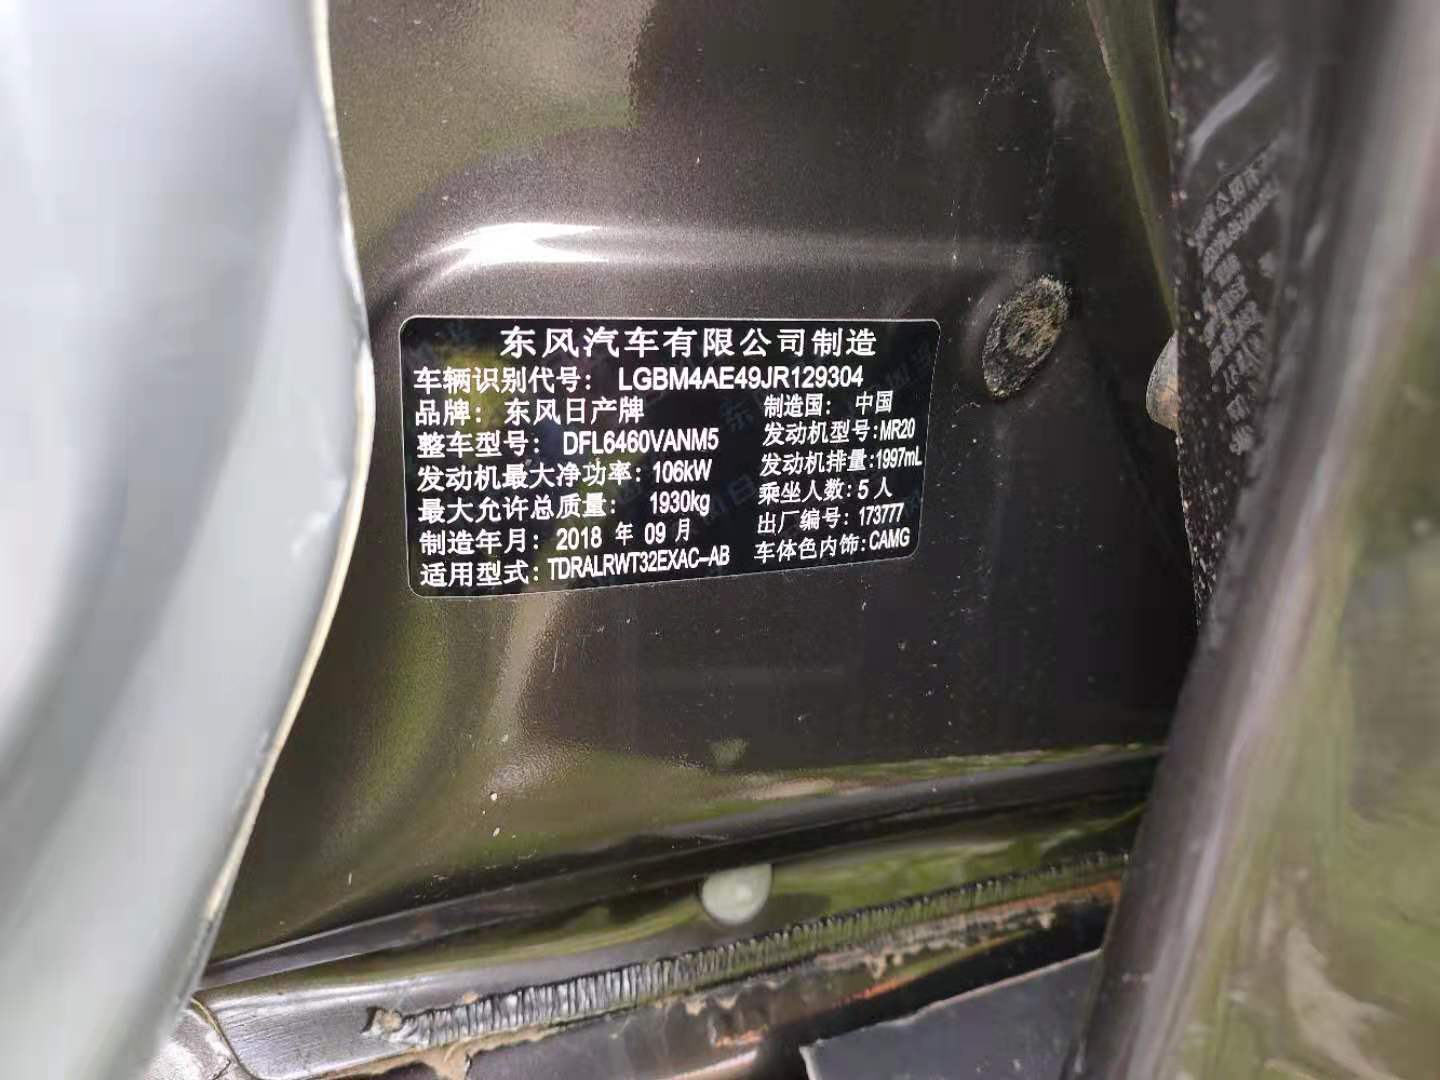 东风汽车有限公司制造
车辆识别代号： LGBM4AE49JR129304
品牌： 东风日产牌 制造国： 中国
整车型号： DFL6460VANM5 发动机型号：MR20
发动机最大净功率：106kW 发动机排量：1997mL
最大允许总质量： 1930kg 乘坐人数：5人
制造年月： 2018 年 09 月 出厂编号：173777
适用型式：TDRALRWT32EXAC-AB 车体色内饰：CAMG